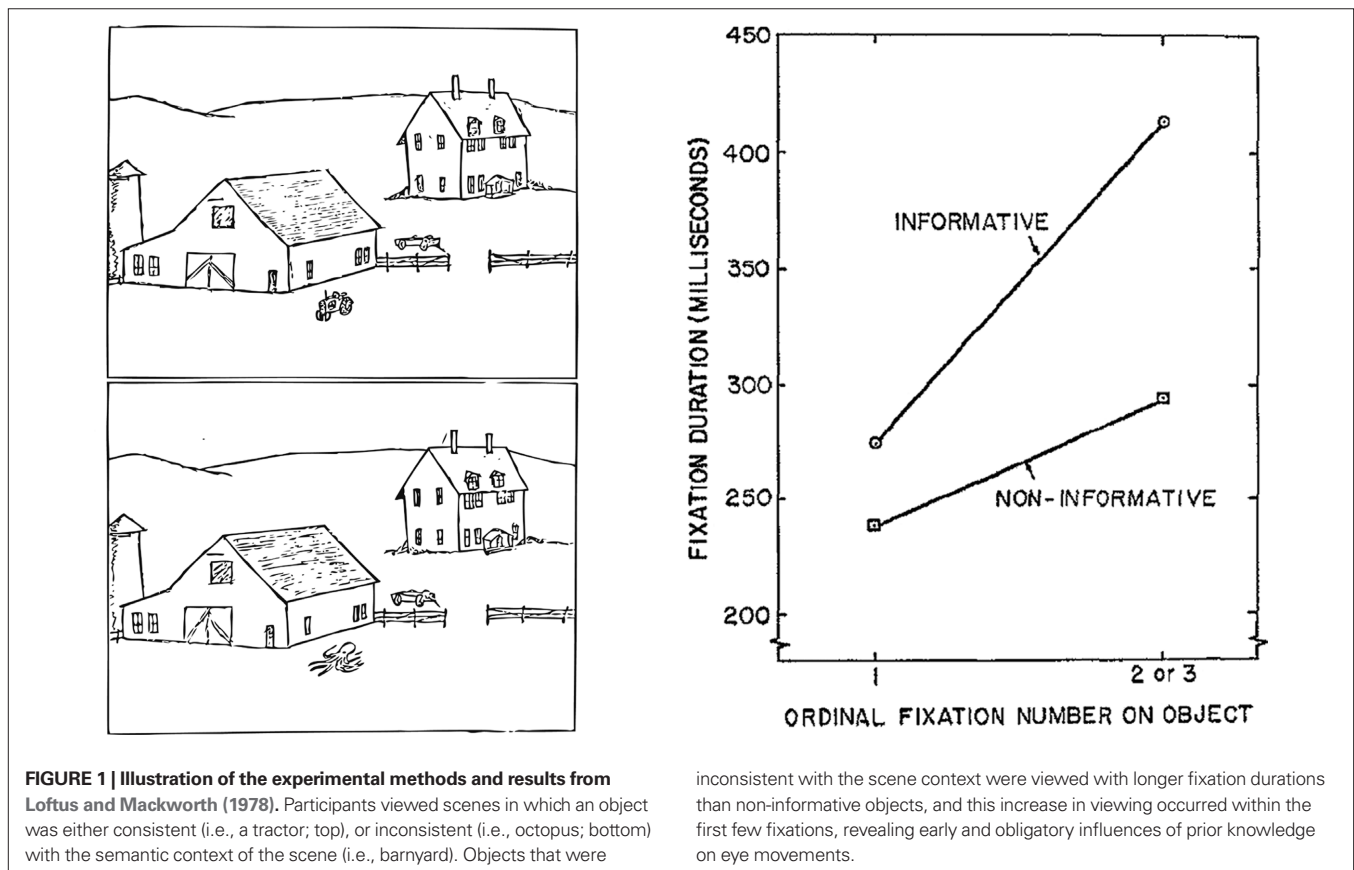 450
400
350
300
250
200
FIXATION DURATION (MILLISECONDS)
INFORMATIVE
NON-INFORMATIVE
1
2 or 3
ORDINAL FIXATION NUMBER ON OBJECT
FIGURE 1 | Illustration of the experimental methods and results from
Loftus and Mackworth (1978). Participants viewed scenes in which an object
was either consistent (i.e., a tractor; top), or inconsistent (i.e., octopus; bottom)
with the semantic context of the scene (i.e., barnyard). Objects that were
inconsistent with the scene context were viewed with longer fixation durations
than non-informative objects, and this increase in viewing occurred within the
first few fixations, revealing early and obligatory influences of prior knowledge
on eye movements.